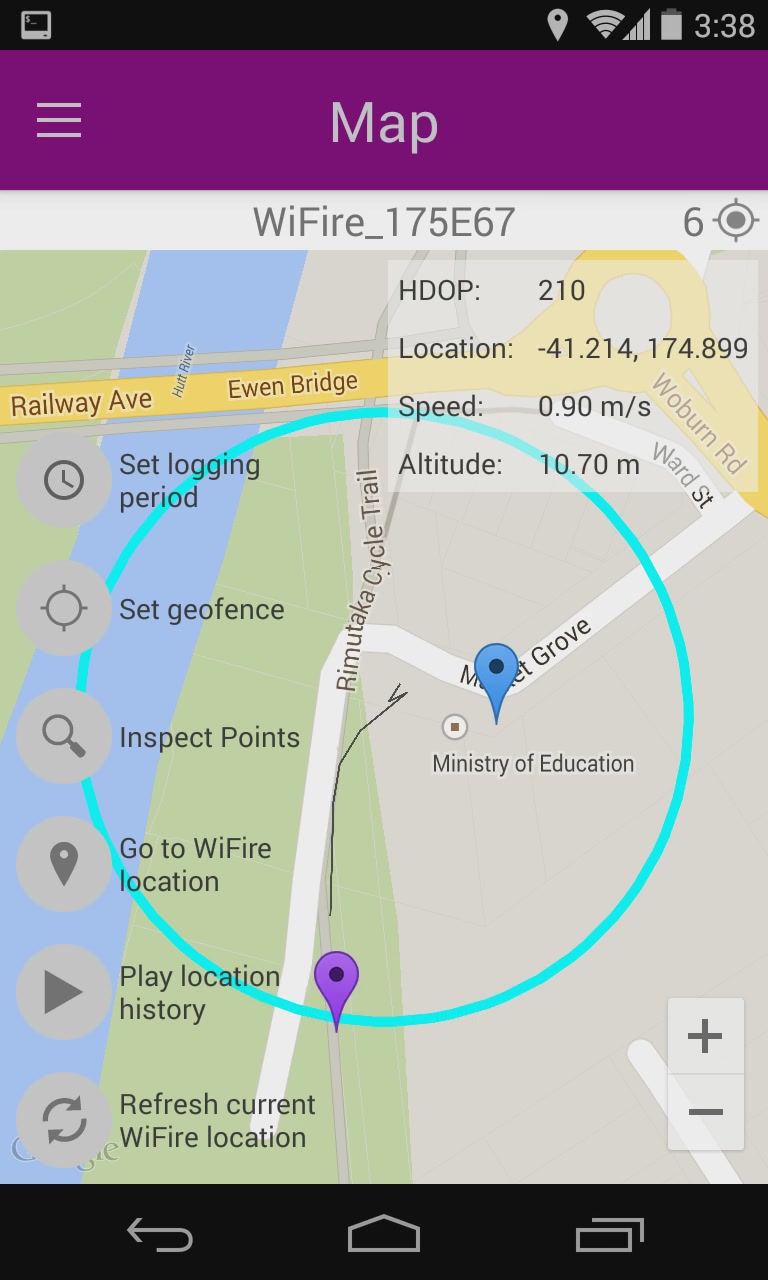 3:38
Map
WiFire_175E67
6
HDOP: 210
Location: -41.214, 174.899
Speed: 0.90 m/s
Altitude: 10.70 m
Hutt River
Railway Ave
Ewen Bridge
Woburn Rd
Ward St
Set logging
period
Rimutaka Cycle Trail
Set geofence
Grove
Inspect Points
Ministry of Education
Go to WiFire
location
Play location
history
Refresh current
WiFire location